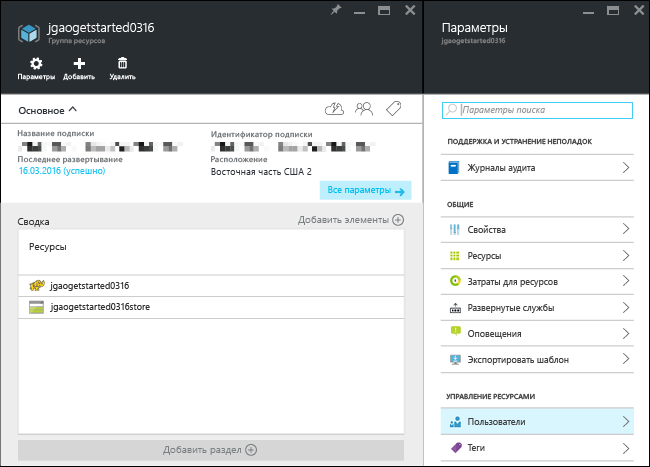 jgaogetstarted0316
Группа ресурсов
Параметры
Добавить
Удалить
Основное
Название подписки
Идентификатор подписки
Последнее развертывание
Расположение
16.03.2016 (успешно)
Восточная часть США 2
Все параметры
Сводка
Добавить элементы
Ресурсы
jgaogetstarted0316
jgaogetstarted0316store
Добавить раздел
Параметры
jgaogetstarted0316
Параметры поиска
ПОДДЕРЖКА И УСТРАНЕНИЕ НЕПОЛАДОК
Журналы аудита
ОБЩИЕ
Свойства
Ресурсы
Затраты для ресурсов
Развернутые службы
Оповещения
Экспортировать шаблон
УПРАВЛЕНИЕ РЕСУРСАМИ
Пользователи
Теги